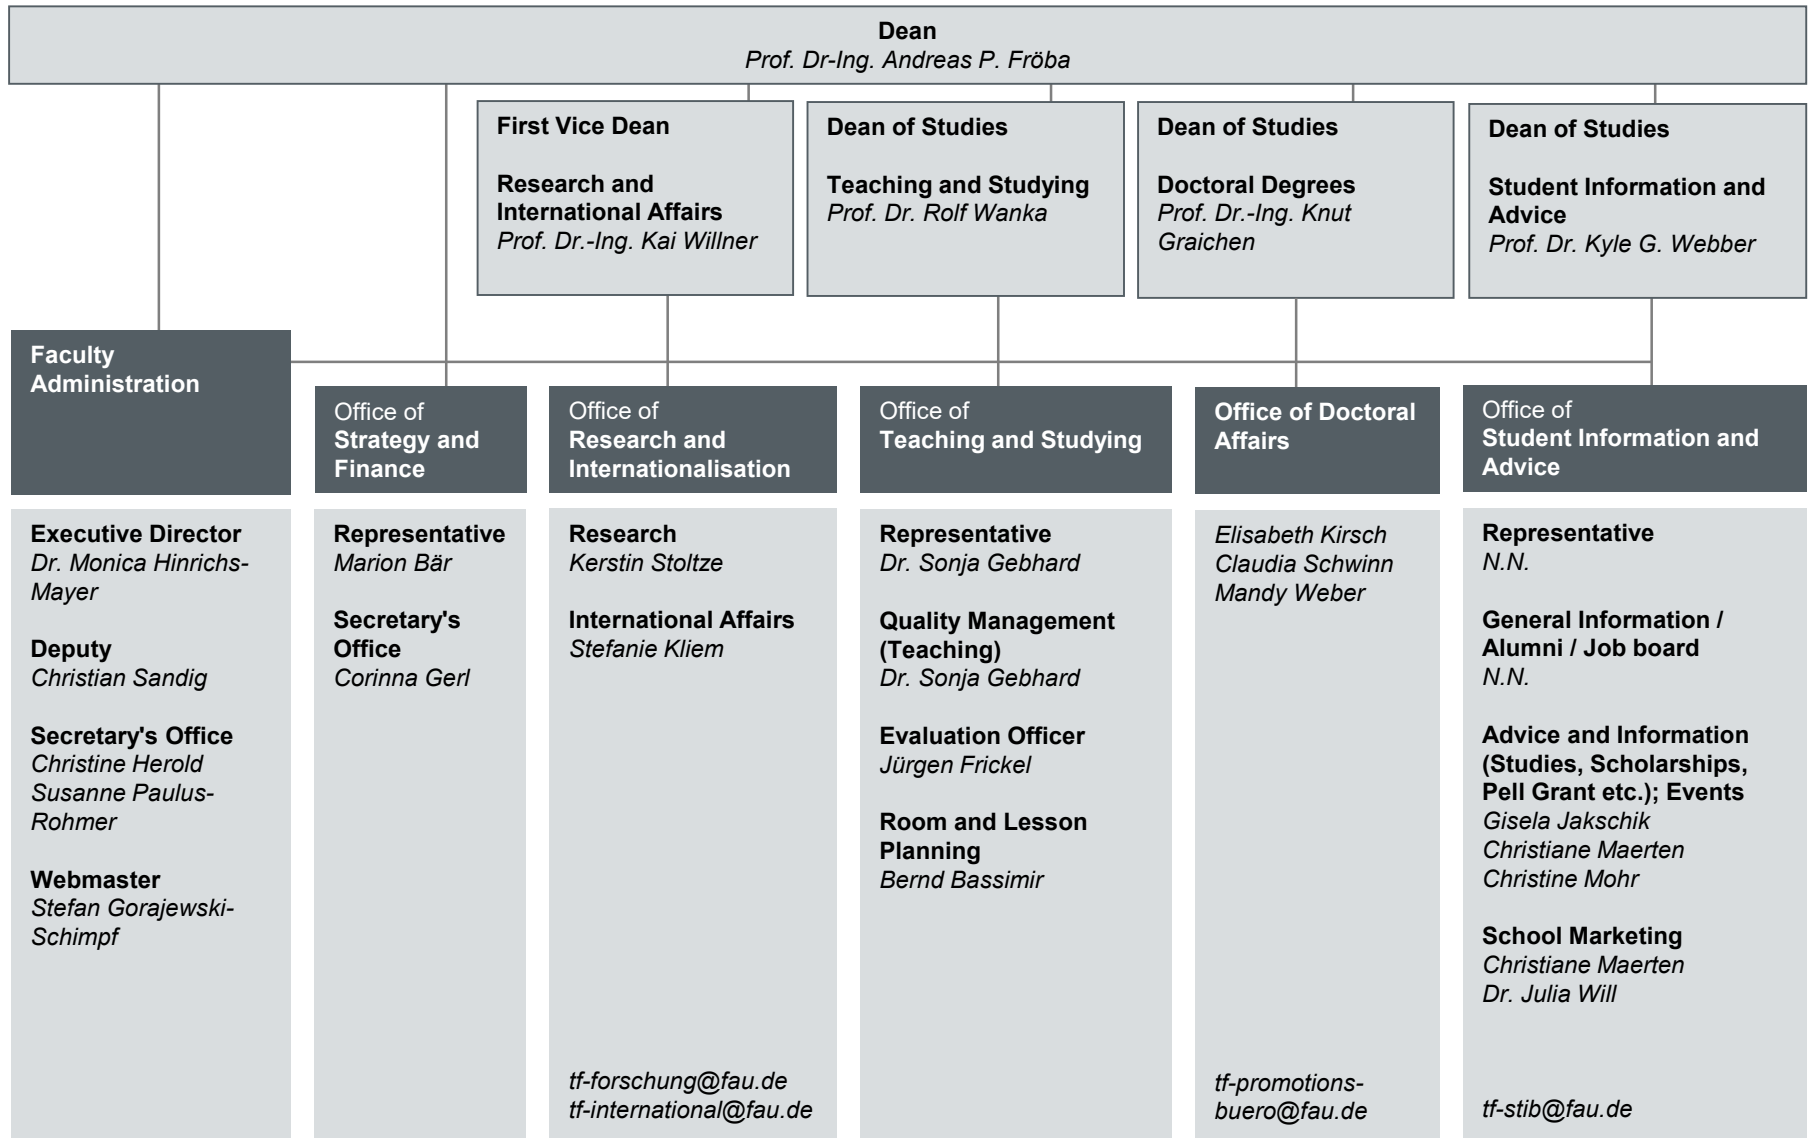 Dean
Prof. Dr-Ing. Andreas P. Fröba
First Vice Dean
Research and
International Affairs
Prof. Dr.-Ing. Kai Willner
Dean of Studies
Teaching and Studying
Prof. Dr. Rolf Wanka
Dean of Studies
Doctoral Degrees
Prof. Dr.-Ing. Knut
Graichen
Dean of Studies
Student Information and
Advice
Prof. Dr. Kyle G. Webber
Faculty
Administration
Executive Director
Dr. Monica Hinrichs-
Mayer
Deputy
Christian Sandig
Secretary's Office
Christine Herold
Susanne Paulus-
Rohmer
Webmaster
Stefan Gorajewski-
Schimpf
Office of
Strategy and
Finance
Representative
Marion Bär
Secretary's
Office
Corinna Gerl
Office of
Research and
Internationalisation
Research
Kerstin Stoltze
International Affairs
Stefanie Kliem
tf-forschung@fau.de
tf-international@fau.de
Office of
Teaching and Studying
Representative
Dr. Sonja Gebhard
Quality Management
(Teaching)
Dr. Sonja Gebhard
Evaluation Officer
Jürgen Frickel
Room and Lesson
Planning
Bernd Bassimir
Office of Doctoral
Affairs
Elisabeth Kirsch
Claudia Schwinn
Mandy Weber
tf-promotions-
buero@fau.de
Office of
Student Information and
Advice
Representative
N.N.
General Information /
Alumni / Job board
N.N.
Advice and Information
(Studies, Scholarships,
Pell Grant etc.); Events
Gisela Jakschik
Christiane Maerten
Christine Mohr
School Marketing
Christiane Maerten
Dr. Julia Will
tf-stib@fau.de